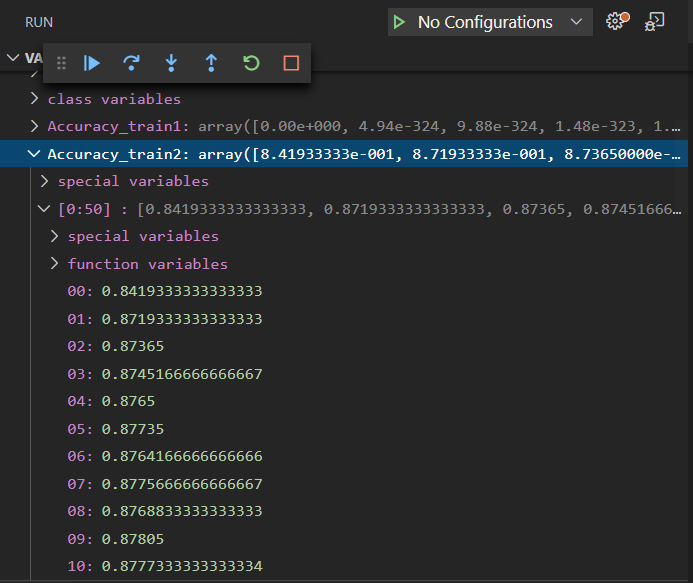 RUN
No Configurations
VA
class variables
Accuracy_train1: array([0.00e+000, 4.94e-324, 9.88e-324, 1.48e-323, 1....
Accuracy_train2: array([8.41933333e-001, 8.71933333e-001, 8.73650000e-...
special variables
[0:50] : [0.8419333333333333, 0.8719333333333333, 0.87365, 0.87451666...
special variables
function variables
00: 0.8419333333333333
01: 0.8719333333333333
02: 0.87365
03: 0.8745166666666667
04: 0.8765
05: 0.87735
06: 0.8764166666666666
07: 0.8775666666666667
08: 0.8768833333333333
09: 0.87805
10: 0.8777333333333334